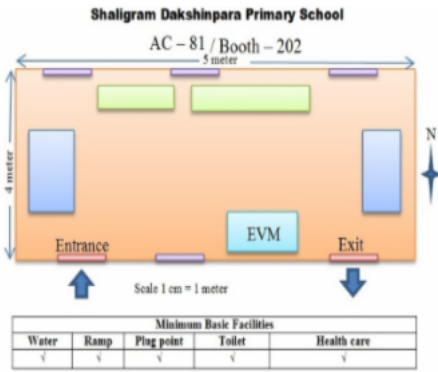 Shaligram Dakshinpara Primary School
AC – 81 / Booth – 202
5 meter
4 meter
N
EVM
Entrance
Exit
Scale 1 cm = 1 meter
Minimum Basic Facilities
Water Ramp Plug point Toilet Health care
√ √ √ √ √